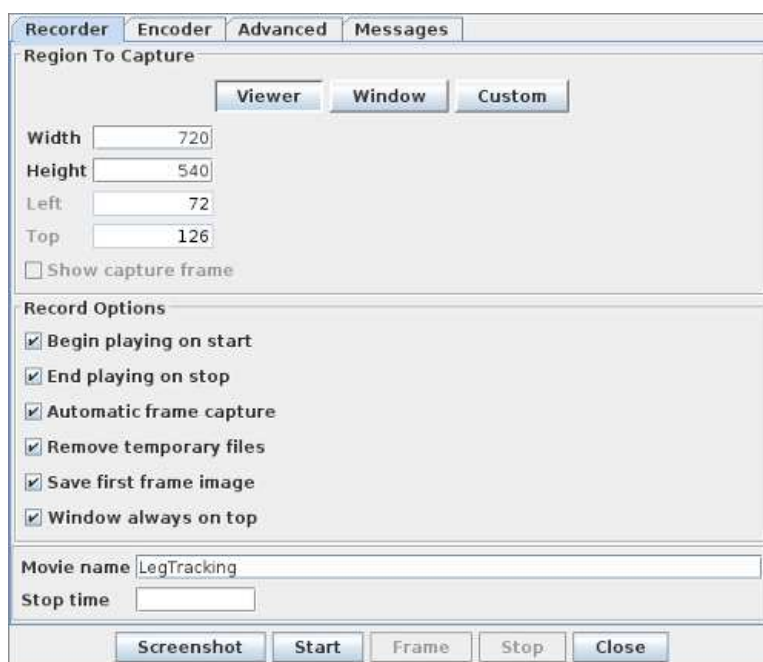 Recorder Encoder Advanced Messages
Region To Capture
Viewer Window Custom
Width 720
Height 540
Left 72
Top 126
Show capture frame
Record Options
Begin playing on start
End playing on stop
Automatic frame capture
Remove temporary files
Save first frame image
Window always on top
Movie name LegTracking
Stop time
Screenshot Start Frame Stop Close